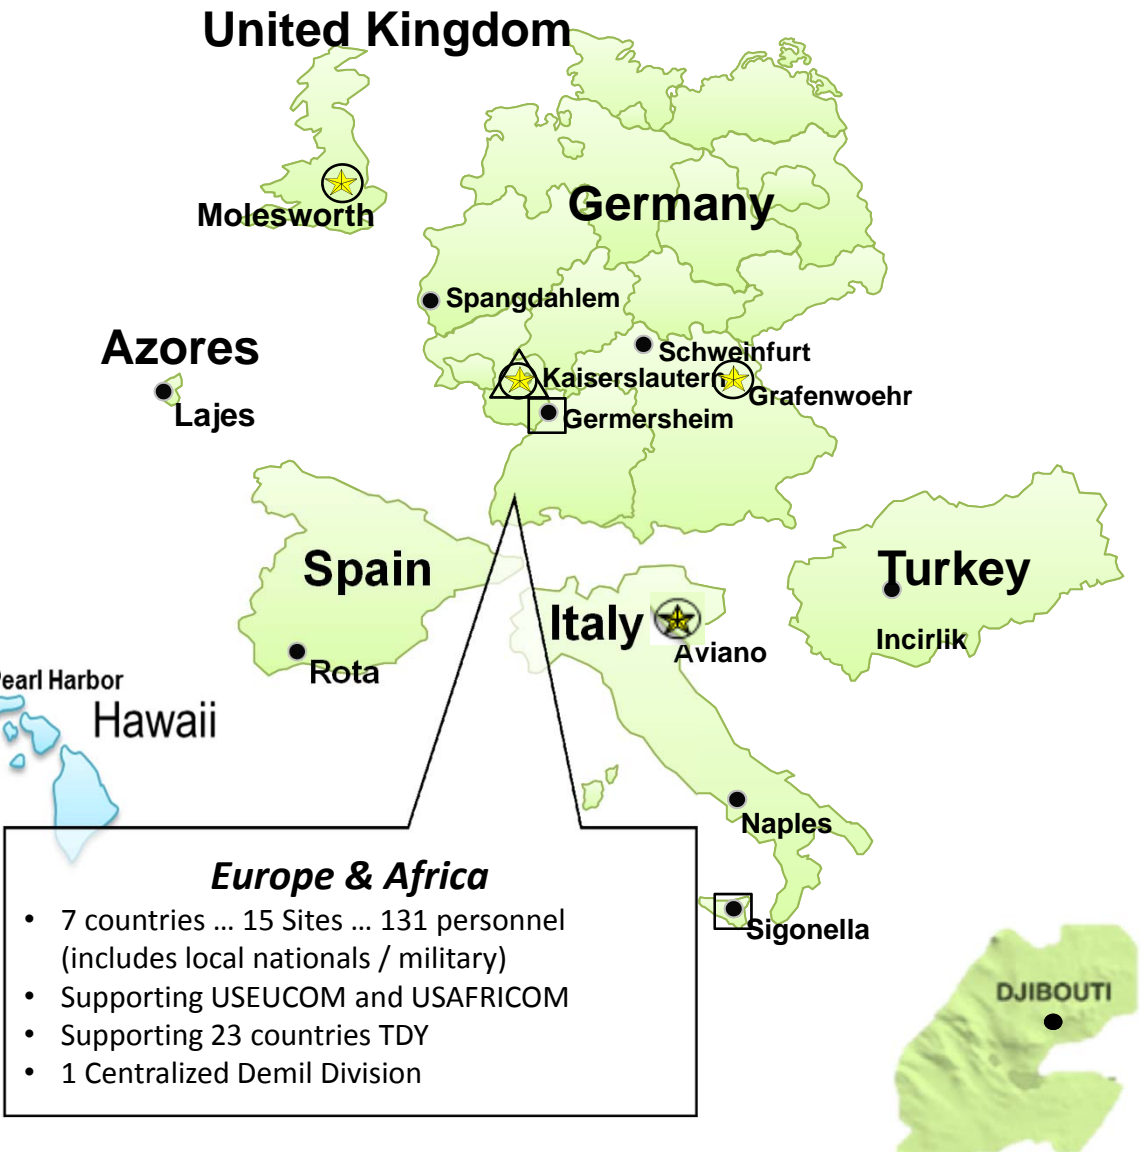 United Kingdom
Germany
Molesworth
Spangdahlem
Azores
Schweinfurt
Kaiserslautern
Grafenwoehr
Lajes
Germersheim
Spain
Turkey
Italy
Incirlik
Aviano
Rota
Pearl Harbor
Hawaii
Naples
Europe & Africa
• 7 countries ... 15 Sites ... 131 personnel
(includes local nationals / military)
• Supporting USEUCOM and USAFRICOM
• Supporting 23 countries TDY
• 1 Centralized Demil Division
Sigonella
DJIBOUTI